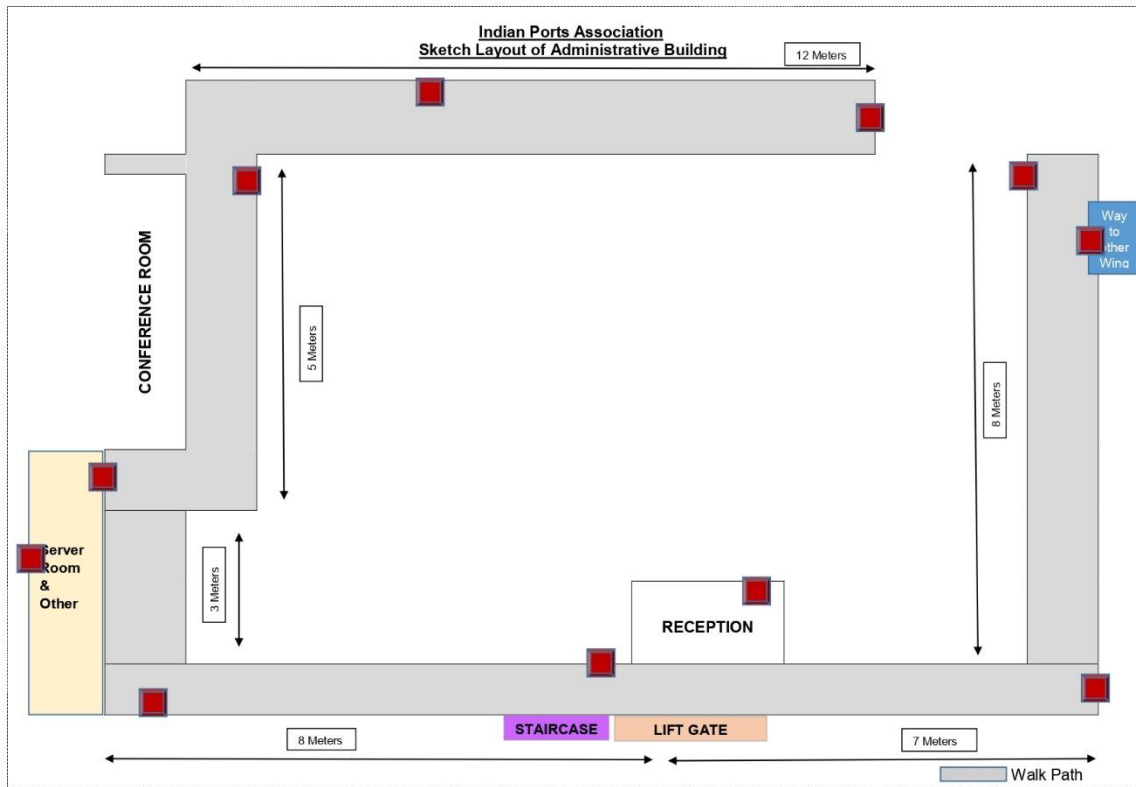 Indian Ports Association
Sketch Layout of Administrative Building
12 Meters
Way
to
ther
Wing
CONFERENCE ROOM
5 Meters
8 Meters
Server
Room
&
Other
3 Meters
RECEPTION
STAIRCASE
LIFT GATE
8 Meters
7 Meters
Walk Path